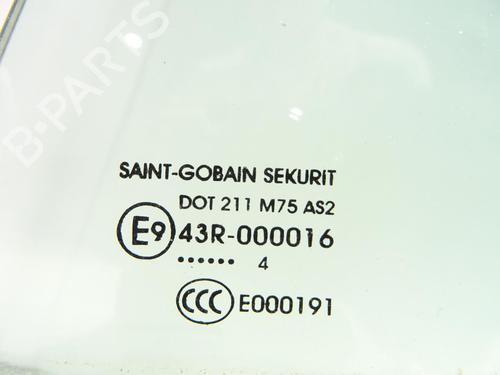 B-PARTS
SAINT-GOBAIN SEKURIT
DOT 211 M75 AS2
E9 43R-000016
...... 4
CCC E000191